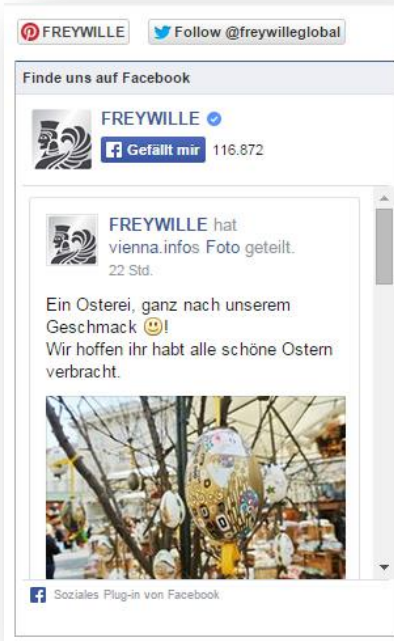 FREYWILLE
Follow @freywilleglobal
Finde uns auf Facebook
FREYWILLE
Gefällt mir 116.872
FREYWILLE hat
vienna.infos Foto geteilt.
22 Std.
Ein Osterei, ganz nach unserem
Geschmack 😃!
Wir hoffen ihr habt alle schöne Ostern
verbracht.
Soziales Plug-in von Facebook